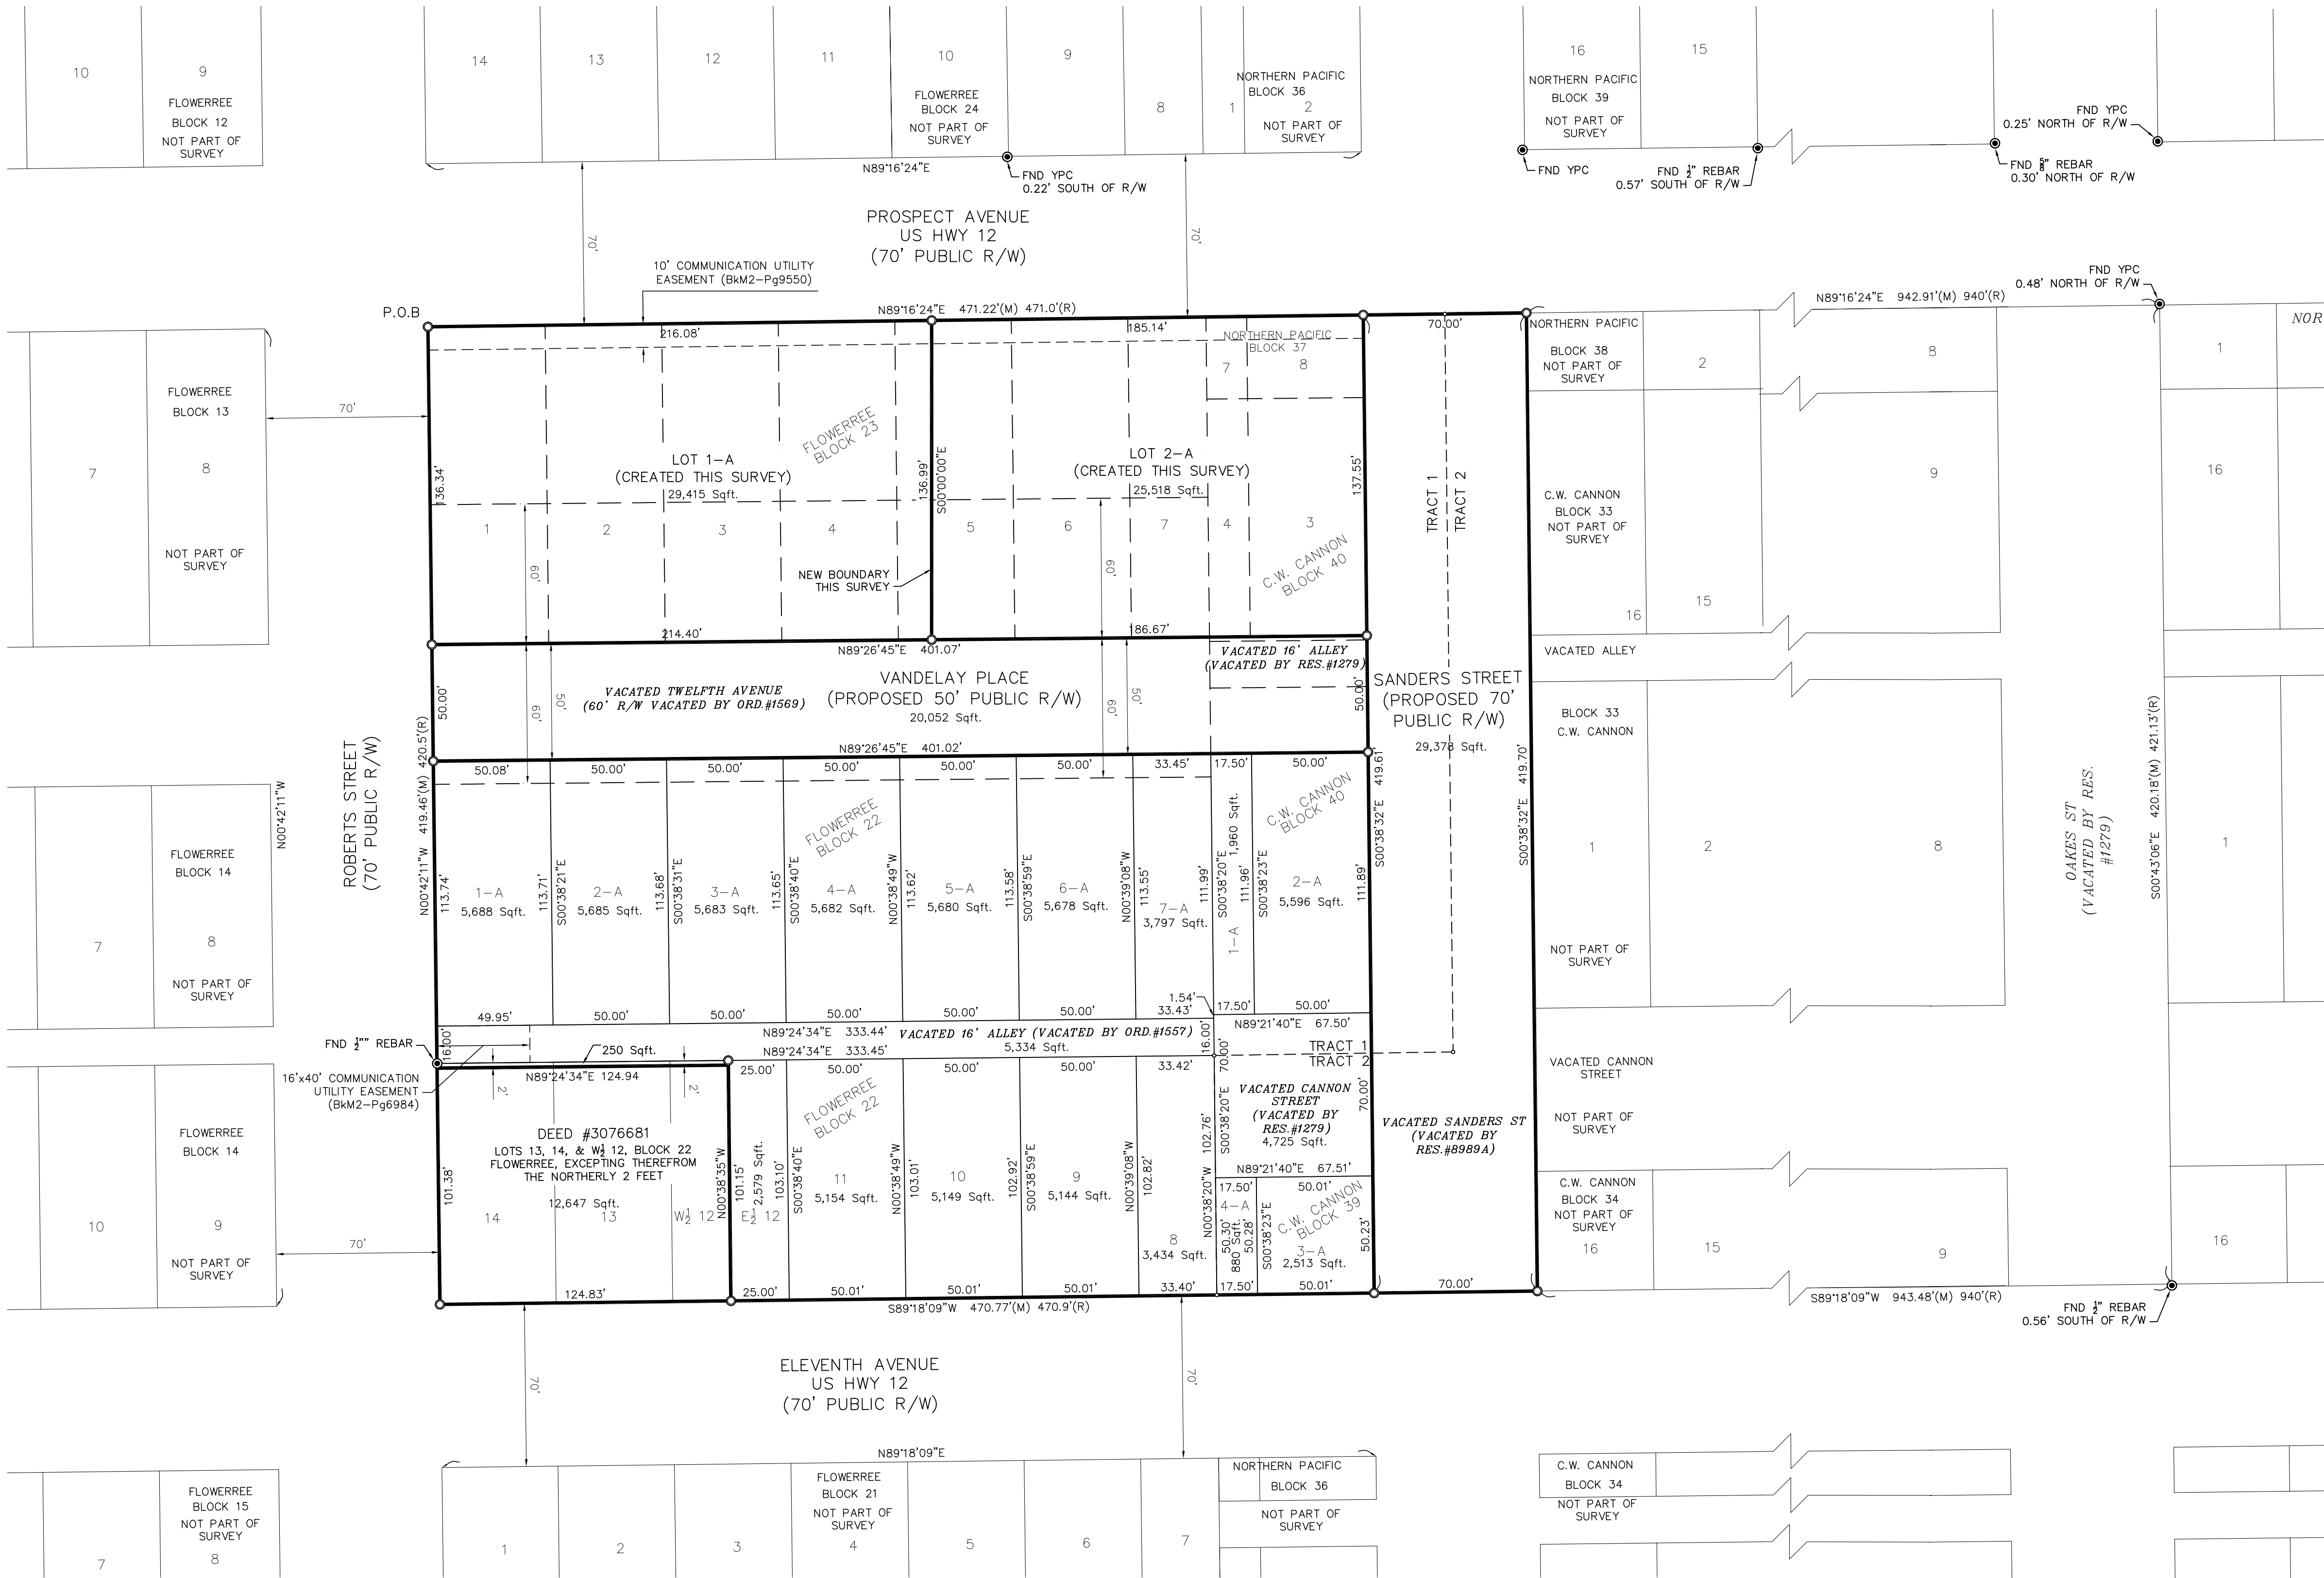 10
9
FLOWERREE
BLOCK 12
NOT PART OF
SURVEY
14
13
12
11
10
FLOWERREE
BLOCK 24
NOT PART OF
SURVEY
9
8
1
NORTHERN PACIFIC
BLOCK 36
2
NOT PART OF
SURVEY
16
NORTHERN PACIFIC
BLOCK 39
NOT PART OF
SURVEY
15
FND YPC
0.25' NORTH OF R/W
N89°16'24"E
FND YPC
0.22' SOUTH OF R/W
FND YPC
FND ½" REBAR
0.57' SOUTH OF R/W
FND ⅝" REBAR
0.30' NORTH OF R/W
PROSPECT AVENUE
US HWY 12
(70' PUBLIC R/W)
70'
70'
10' COMMUNICATION UTILITY
EASEMENT (BkM2-Pg9550)
FND YPC
0.48' NORTH OF R/W
P.O.B
N89°16'24"E 471.22'(M) 471.0'(R)
N89°16'24"E 942.91'(M) 940'(R)
216.08'
185.14'
70.00'
NORTHERN PACIFIC
BLOCK 37
7
8
NORTHERN PACIFIC
BLOCK 38
NOT PART OF
SURVEY
2
8
1
NOR
FLOWERREE
BLOCK 13
7
8
NOT PART OF
SURVEY
70'
FLOWERREE
BLOCK 23
LOT 1-A
(CREATED THIS SURVEY)
29,415 Sqft.
LOT 2-A
(CREATED THIS SURVEY)
25,518 Sqft.
136.34'
136.99'
S00°00'00"E
137.55'
TRACT 1
TRACT 2
1
2
3
4
5
6
7
4
3
C.W. CANNON
BLOCK 40
60'
60'
NEW BOUNDARY
THIS SURVEY
C.W. CANNON
BLOCK 33
NOT PART OF
SURVEY
16
15
9
16
214.40'
186.67'
N89°26'45"E 401.07'
VACATED 16' ALLEY
(VACATED BY RES.#1279)
VACATED ALLEY
50.00'
VACATED TWELFTH AVENUE
(60' R/W VACATED BY ORD.#1569)
VANDELAY PLACE
(PROPOSED 50' PUBLIC R/W)
20,052 Sqft.
60'
50'
60'
50'
50.00'
SANDERS STREET
(PROPOSED 70'
PUBLIC R/W)
29,378 Sqft.
BLOCK 33
C.W. CANNON
1
2
8
NOT PART OF
SURVEY
1
ROBERTS STREET
(70' PUBLIC R/W)
N00°42'11"W 419.46'(M) 420.5'(R)
N00°42'11"W
S00°38'32"E 419.61'
S00°38'32"E 419.70'
OAKES ST
(VACATED BY RES.
#1279)
S00°43'06"E 420.18'(M) 421.13'(R)
N89°26'45"E 401.02'
50.08'
50.00'
50.00'
50.00'
50.00'
50.00'
33.45'
17.50'
50.00'
FLOWERREE
BLOCK 14
7
8
NOT PART OF
SURVEY
FLOWERREE
BLOCK 22
C.W. CANNON
BLOCK 40
113.74'
1-A
5,688 Sqft.
113.71'
S00°38'21"E
2-A
5,685 Sqft.
113.68'
S00°38'31"E
3-A
5,683 Sqft.
113.65'
S00°38'40"E
4-A
5,682 Sqft.
N00°38'49"W
113.62'
5-A
5,680 Sqft.
113.58'
S00°38'59"E
6-A
5,678 Sqft.
N00°39'08"W
113.55'
7-A
3,797 Sqft.
111.99'
S00°38'20"E
1,960 Sqft.
1-A
111.96'
S00°38'23"E
2-A
5,596 Sqft.
111.89'
49.95'
50.00'
50.00'
50.00'
50.00'
50.00'
1.54'
33.43'
17.50'
50.00'
N89°24'34"E 333.44'
VACATED 16' ALLEY (VACATED BY ORD.#1557)
5,334 Sqft.
N89°21'40"E 67.50'
FND ½"" REBAR
16.00'
250 Sqft.
N89°24'34"E 333.45'
16.00'
TRACT 1
TRACT 2
16'x40' COMMUNICATION
UTILITY EASEMENT
(BkM2-Pg6984)
N89°24'34"E 124.94
2'
2'
25.00'
50.00'
50.00'
50.00'
33.42'
70.00'
S00°38'20"E
VACATED CANNON
STREET
(VACATED BY
RES.#1279)
4,725 Sqft.
70.00'
VACATED SANDERS ST
(VACATED BY
RES.#8989A)
VACATED CANNON
STREET
NOT PART OF
SURVEY
FLOWERREE
BLOCK 14
10
9
NOT PART OF
SURVEY
70'
DEED #3076681
LOTS 13, 14, & W½ 12, BLOCK 22
FLOWERREE, EXCEPTING THEREFROM
THE NORTHERLY 2 FEET
12,647 Sqft.
101.38'
14
13
W½ 12
N00°38'35"W
101.15'
E½ 12
2,579 Sqft.
103.10'
S00°38'40"E
FLOWERREE
BLOCK 22
11
5,154 Sqft.
N00°38'49"W
103.01'
10
5,149 Sqft.
102.92'
S00°38'59"E
9
5,144 Sqft.
N00°39'08"W
102.82'
8
3,434 Sqft.
N00°38'20"W 102.76'
N89°21'40"E 67.51'
17.50'
50.01'
4-A
50.30'
880 Sqft.
50.28'
S00°38'23"E
C.W. CANNON
BLOCK 39
3-A
2,513 Sqft.
50.23'
C.W. CANNON
BLOCK 34
NOT PART OF
SURVEY
16
15
9
16
124.83'
25.00'
50.01'
50.01'
50.01'
33.40'
17.50'
50.01'
70.00'
S89°18'09"W 470.77'(M) 470.9'(R)
S89°18'09"W 943.48'(M) 940'(R)
FND ½" REBAR
0.56' SOUTH OF R/W
ELEVENTH AVENUE
US HWY 12
(70' PUBLIC R/W)
70'
70'
N89°18'09"E
FLOWERREE
BLOCK 15
NOT PART OF
SURVEY
7
8
1
2
3
FLOWERREE
BLOCK 21
NOT PART OF
SURVEY
4
5
6
7
NORTHERN PACIFIC
BLOCK 36
NOT PART OF
SURVEY
C.W. CANNON
BLOCK 34
NOT PART OF
SURVEY